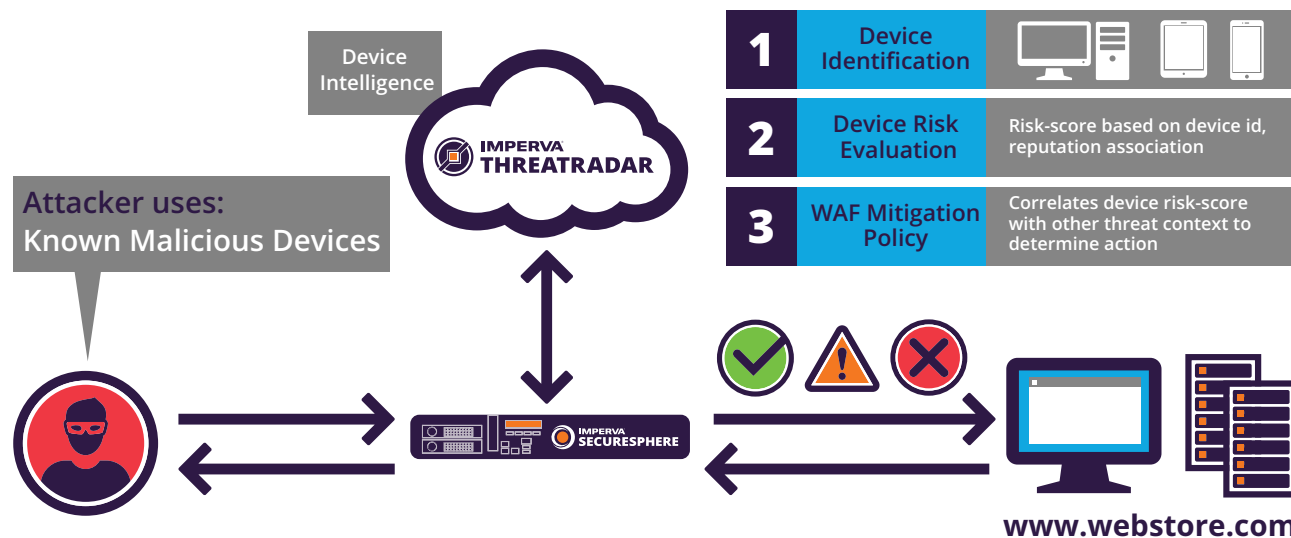 Device
Intelligence
IMPERVA
THREATRADAR
Attacker uses:
Known Malicious Devices
1
Device
Identification
2
Device Risk
Evaluation
Risk-score based on device id,
reputation association
3
WAF Mitigation
Policy
Correlates device risk-score
with other threat context to
determine action
IMPERVA
SECURESPHERE
www.webstore.com